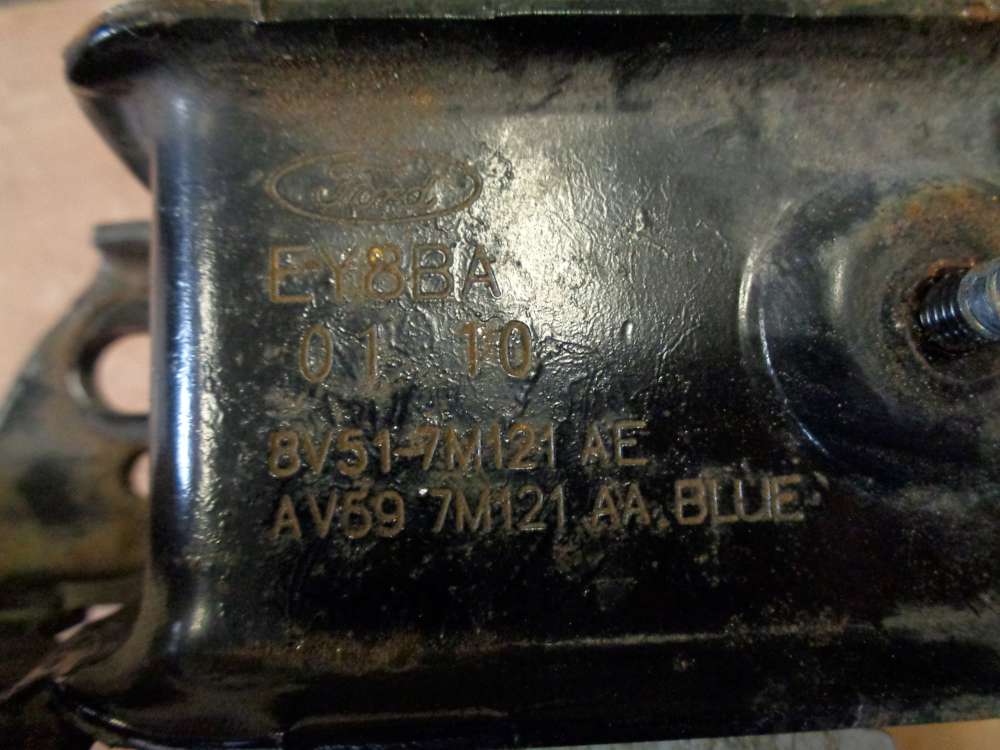 Ford
EY8BA
01 10
8V51-7M121 AE
AV59 7M121 AA BLUE